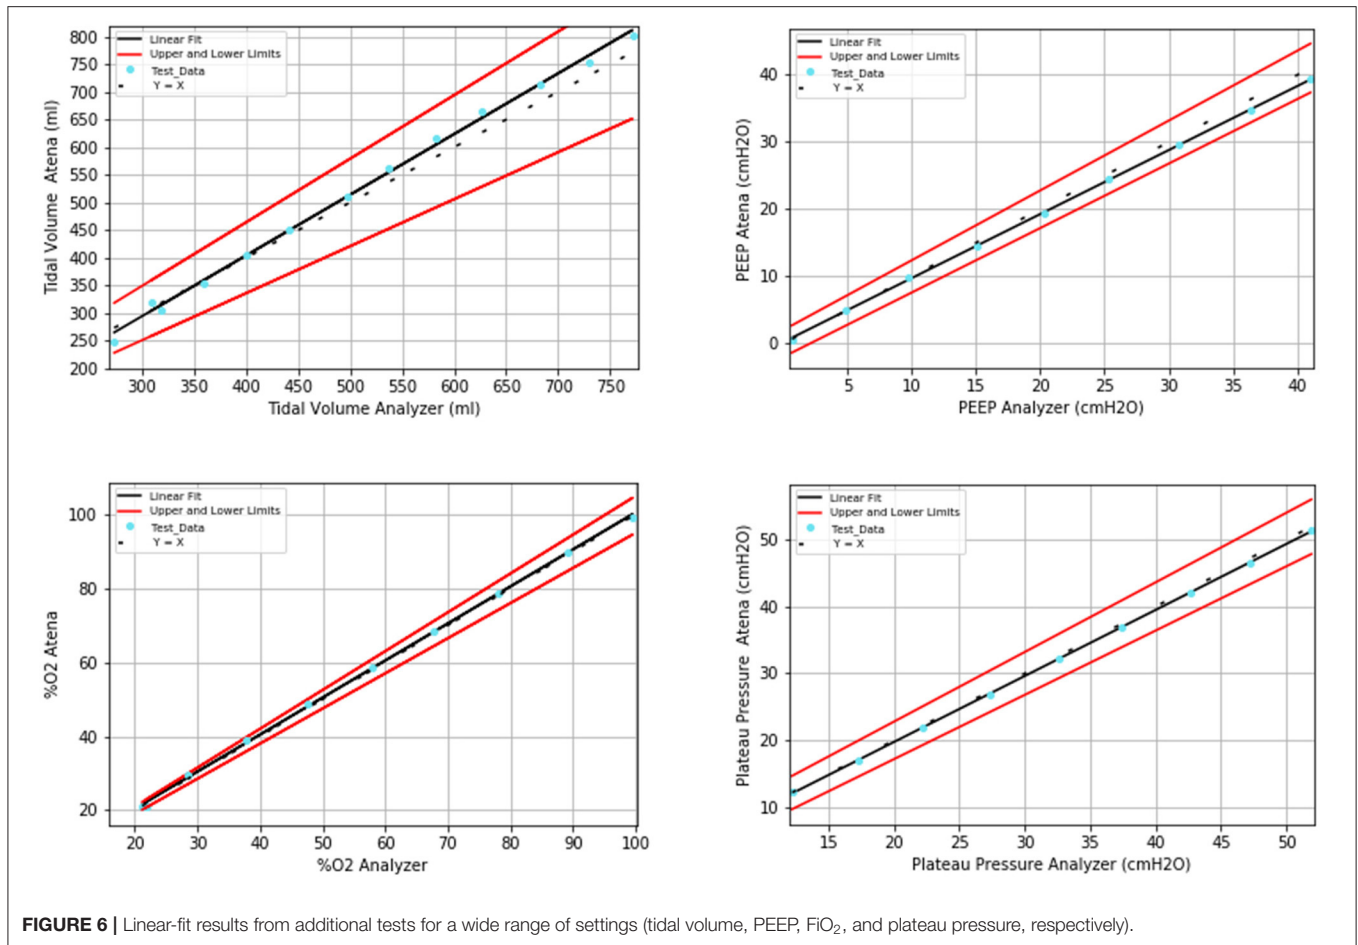 800
750
700
650
600
550
500
450
400
350
300
250
200
Tidal Volume  Atena (ml)
Linear Fit
Upper and Lower Limits
Test_Data
Y = X
300 350 400 450 500 550 600 650 700 750
Tidal Volume Analyzer (ml)
40
30
20
10
0
PEEP Atena (cmH2O)
Linear Fit
Upper and Lower Limits
Test_Data
Y = X
5 10 15 20 25 30 35 40
PEEP Analyzer (cmH2O)
100
80
60
40
20
%O2 Atena
Linear Fit
Upper and Lower Limits
Test_Data
Y = X
20 30 40 50 60 70 80 90 100
%O2 Analyzer
50
40
30
20
10
Plateau Pressure  Atena (cmH2O)
Linear Fit
Upper and Lower Limits
Test_Data
Y = X
15 20 25 30 35 40 45 50
Plateau Pressure Analyzer (cmH2O)
FIGURE 6 | Linear-fit results from additional tests for a wide range of settings (tidal volume, PEEP, FiO₂, and plateau pressure, respectively).